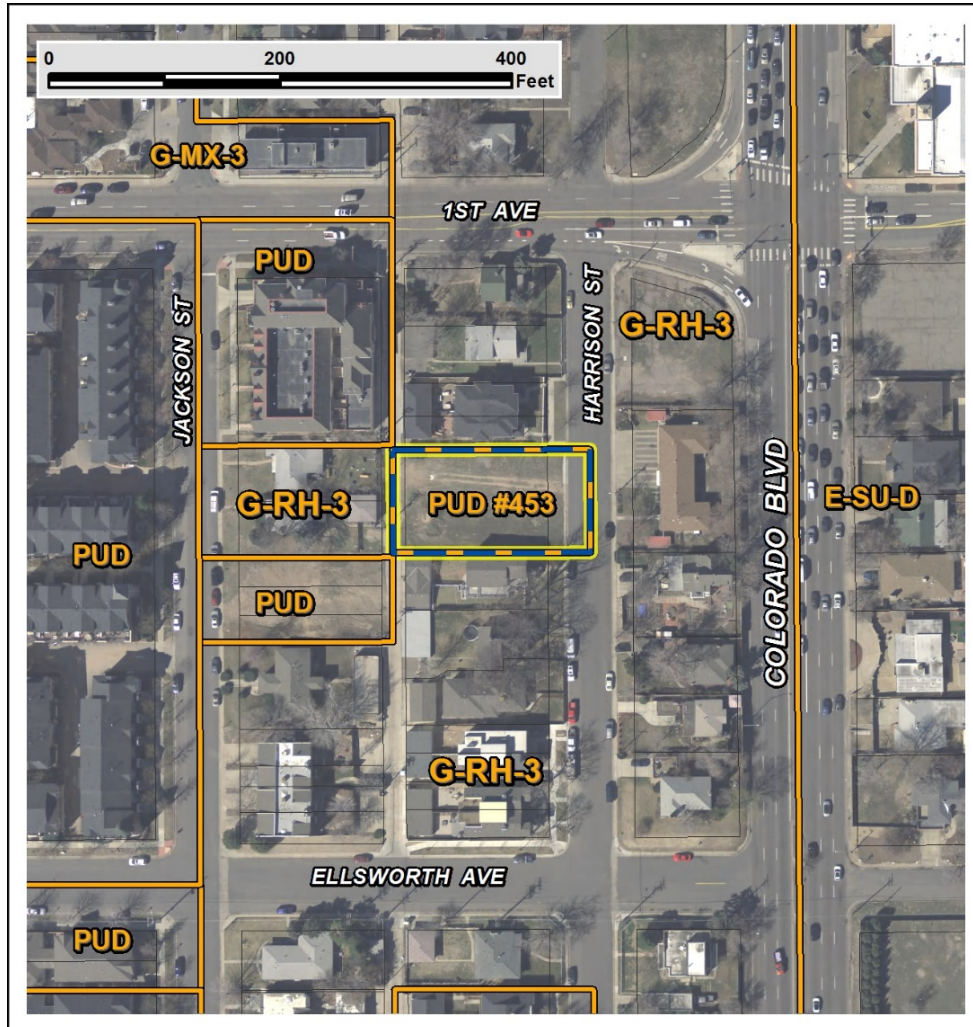 0 200 400
Feet
G-MX-3
1ST AVE
PUD
HARRISON ST
G-RH-3
JACKSON ST
G-RH-3
PUD #453
E-SU-D
PUD
COLORADO BLVD
PUD
G-RH-3
ELLSWORTH AVE
PUD